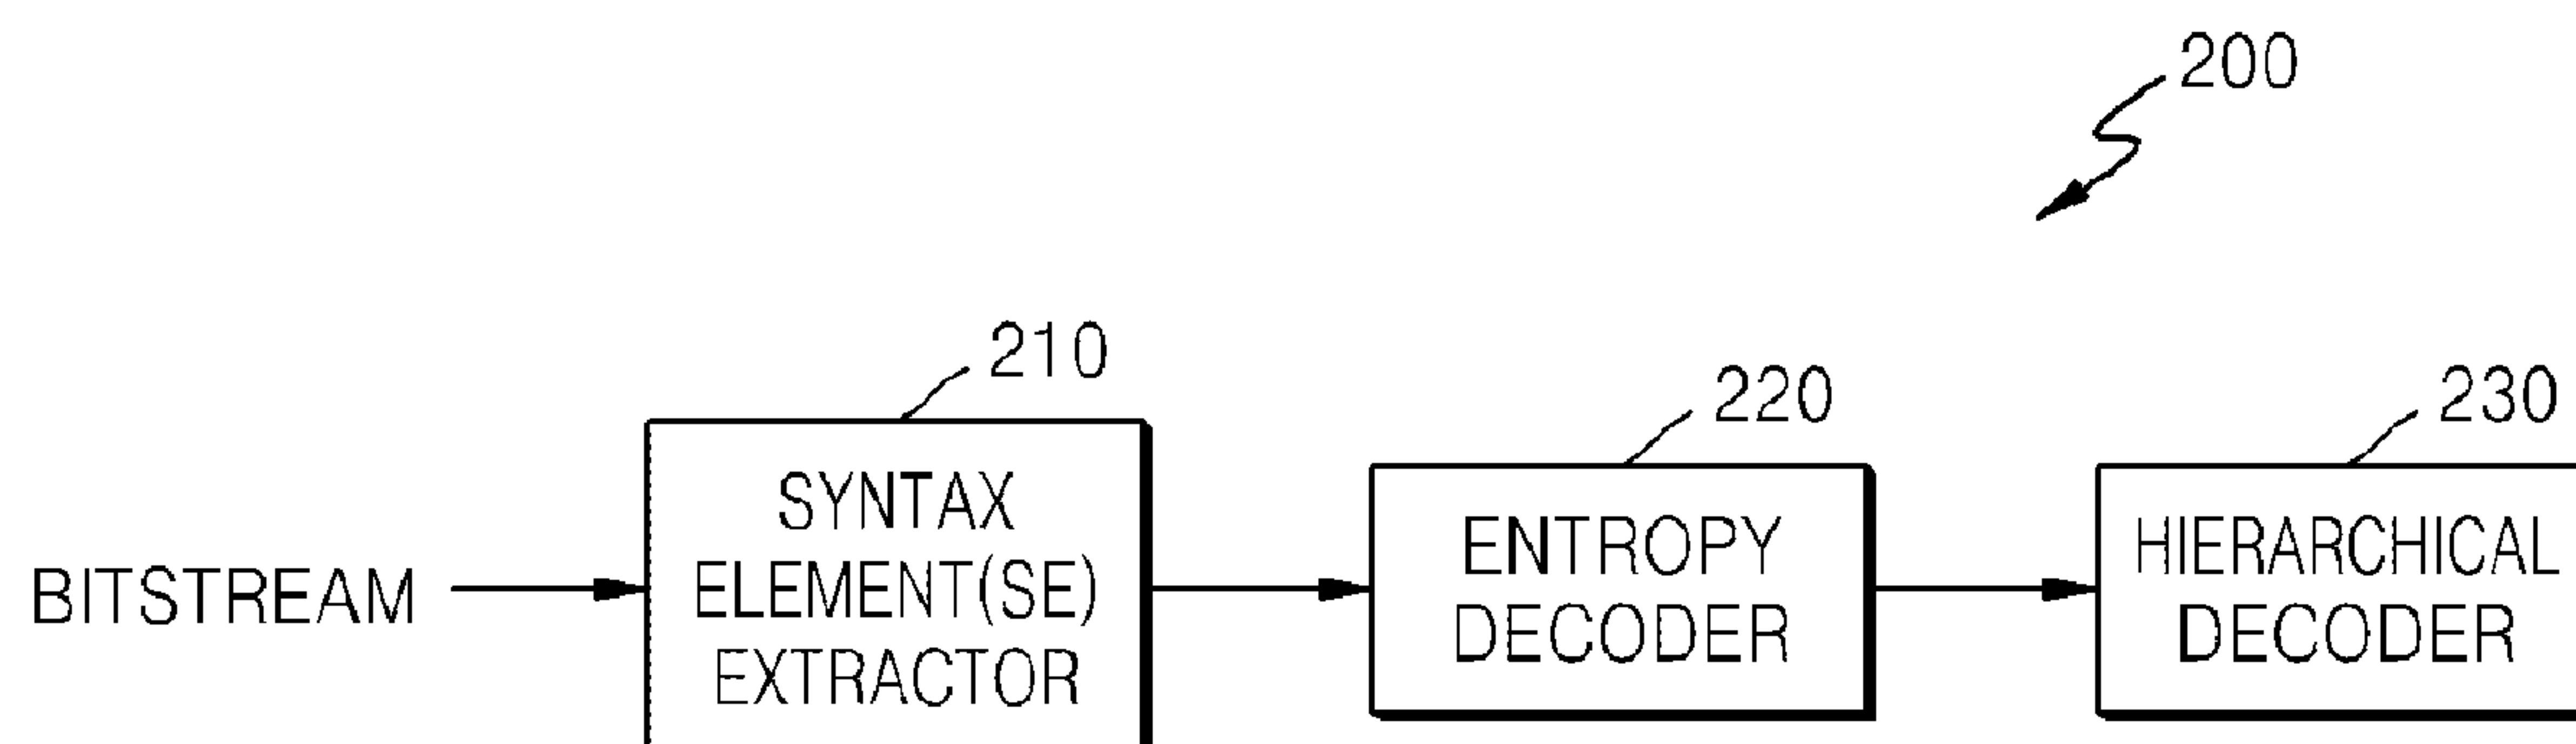 200
210
220
230
BITSTREAM
SYNTAX
ELEMENT(SE)
EXTRACTOR
ENTROPY
DECODER
HIERARCHICAL
DECODER